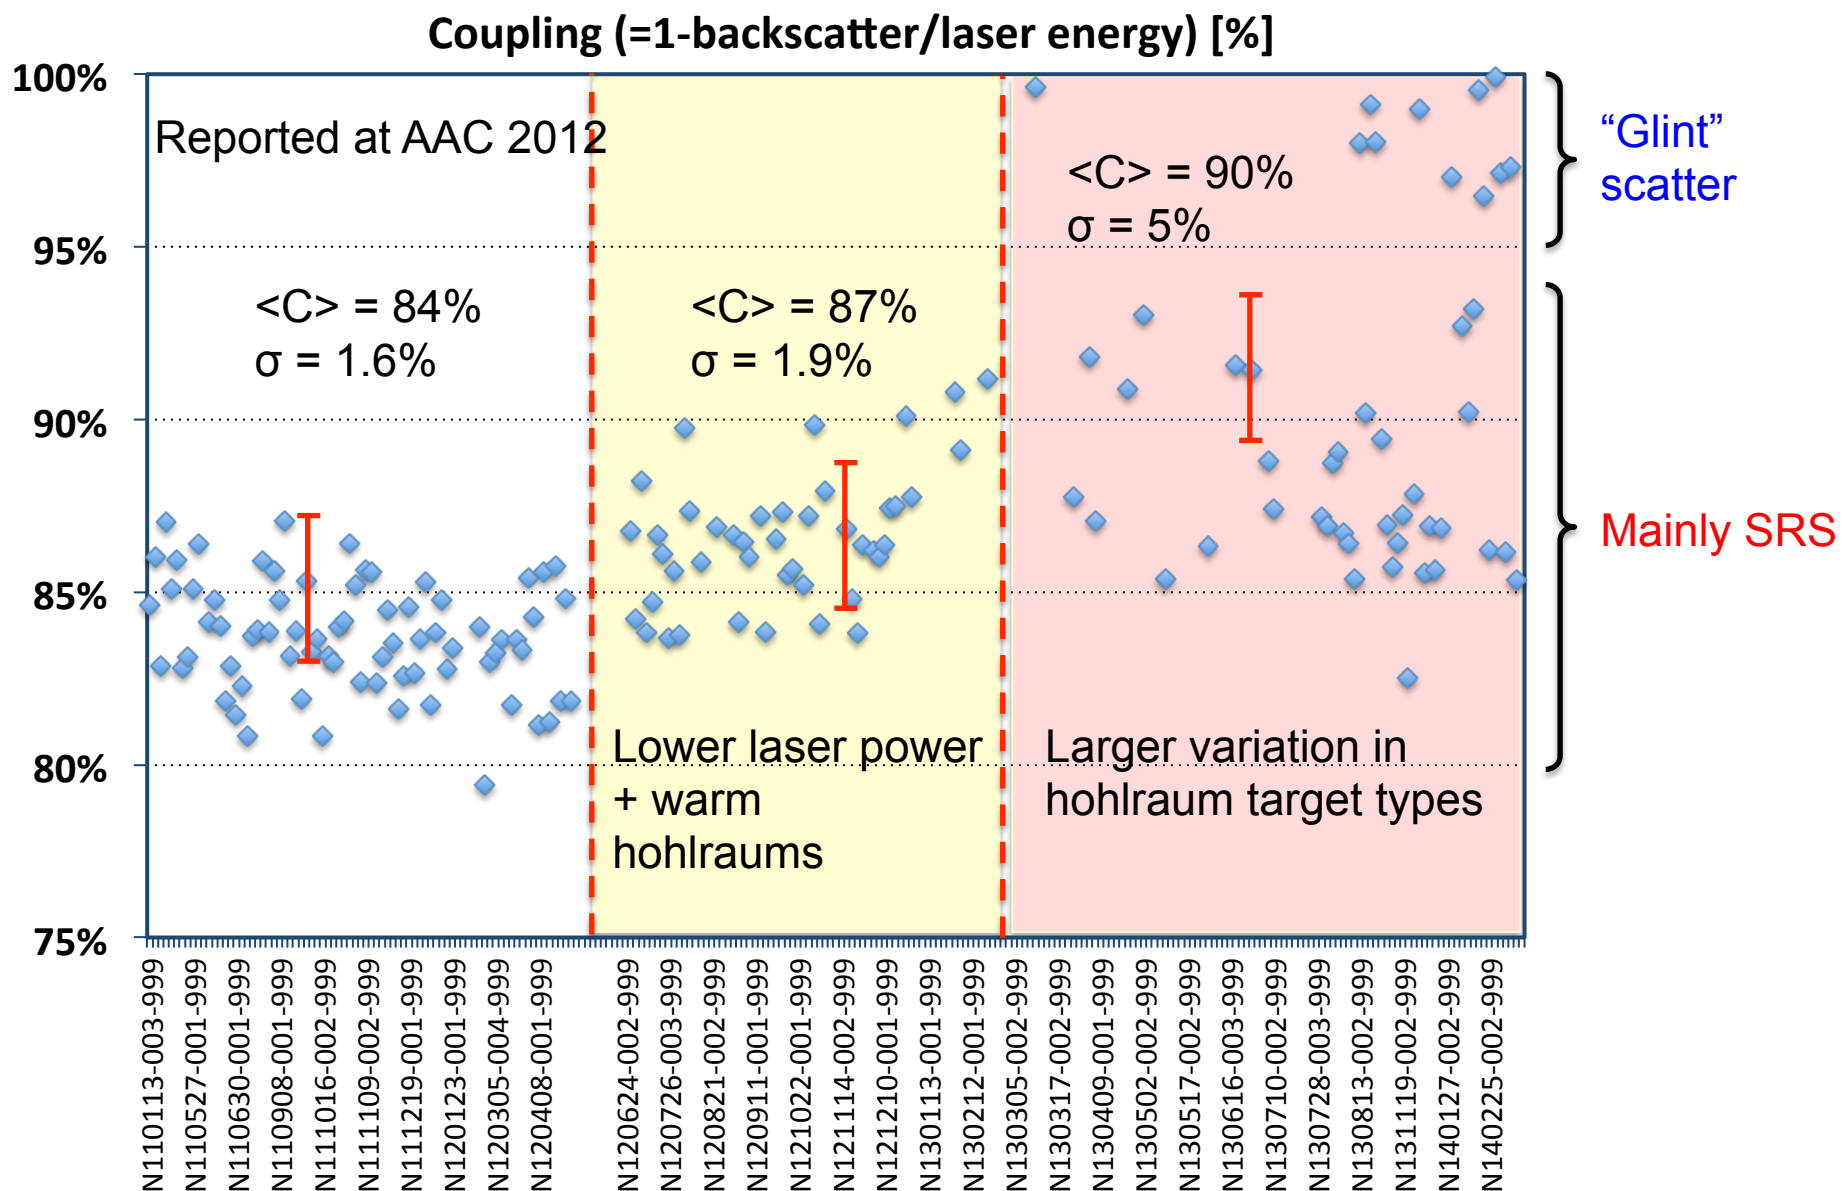 Coupling (=1-backscatter/laser energy) [%]
100%
95%
90%
85%
80%
75%
Reported at AAC 2012
<C> = 84%
σ = 1.6%
<C> = 87%
σ = 1.9%
<C> = 90%
σ = 5%
Lower laser power
+ warm
hohlraums
Larger variation in
hohlraum target types
“Glint”
scatter
Mainly SRS
N110113-003-999
N110527-001-999
N110630-001-999
N110908-001-999
N111016-002-999
N111109-002-999
N111219-001-999
N120123-001-999
N120305-004-999
N120408-001-999
N120624-002-999
N120726-003-999
N120821-002-999
N120911-001-999
N121022-001-999
N121114-002-999
N121210-001-999
N130113-001-999
N130212-001-999
N130305-002-999
N130317-002-999
N130409-001-999
N130502-002-999
N130517-002-999
N130616-003-999
N130710-002-999
N130728-003-999
N130813-002-999
N131119-002-999
N140127-002-999
N140225-002-999